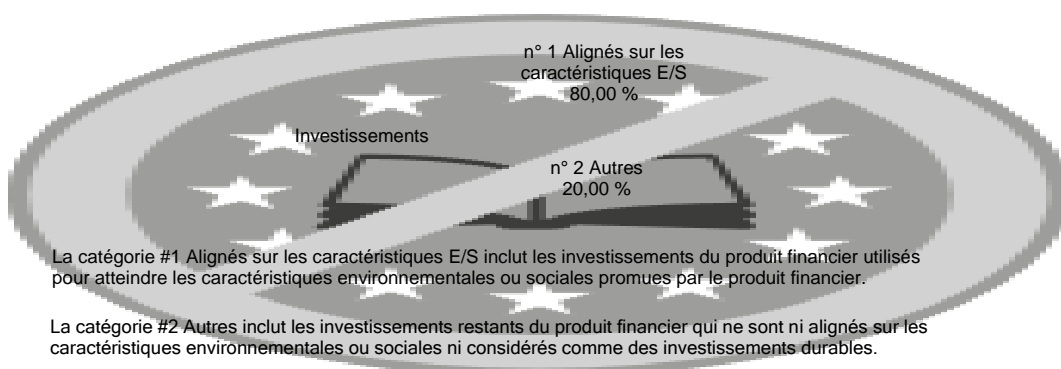 n° 1 Alignés sur les
caractéristiques E/S
80,00 %
Investissements
n° 2 Autres
20,00 %
La catégorie #1 Alignés sur les caractéristiques E/S inclut les investissements du produit financier utilisés
pour atteindre les caractéristiques environnementales ou sociales promues par le produit financier.
La catégorie #2 Autres inclut les investissements restants du produit financier qui ne sont ni alignés sur les
caractéristiques environnementales ou sociales ni considérés comme des investissements durables.